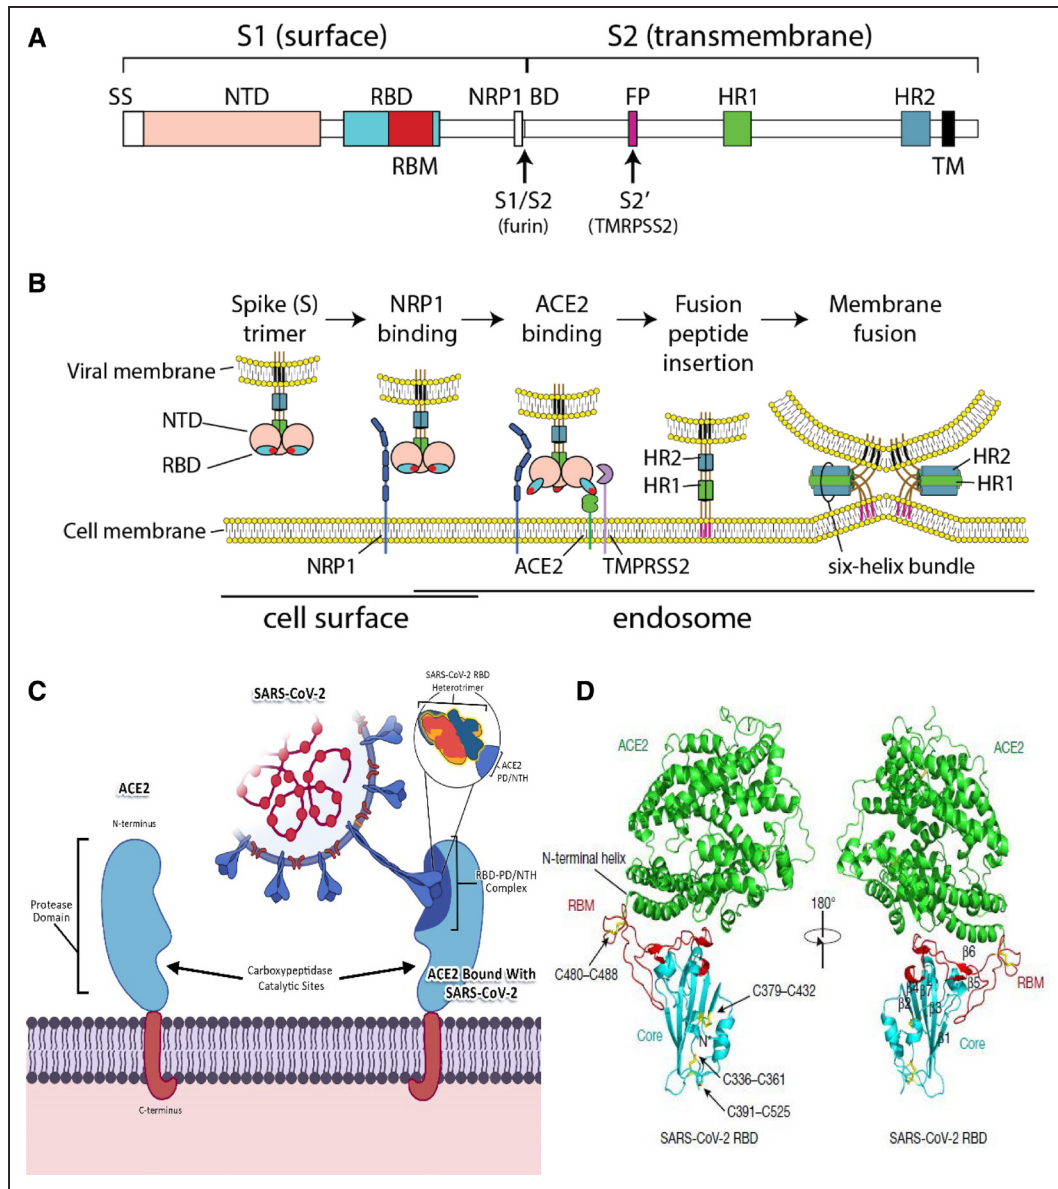 A
S1 (surface)
S2 (transmembrane)
SS
NTD
RBD
NRP1 BD
FP
HR1
HR2
RBM
TM
S1/S2
(furin)
S2′
(TMRPSS2)
B
Spike (S)
trimer
NRP1
binding
ACE2
binding
Fusion
peptide
insertion
Membrane
fusion
Viral membrane
NTD
RBD
HR2
HR1
HR2
HR1
Cell membrane
NRP1
ACE2
TMPRSS2
six-helix bundle
cell surface
endosome
C
SARS-CoV-2
SARS-CoV-2 RBD
Heterotrimer
ACE2
PD/NTH
ACE2
N-terminus
Protease
Domain
RBD-PD/NTH
Complex
Carboxypeptidase
Catalytic Sites
ACE2 Bound With
SARS-CoV-2
C-terminus
D
ACE2
ACE2
N-terminal helix
RBM
C480–C488
180°
C379–C432
Core
N
C336–C361
C391–C525
SARS-CoV-2 RBD
β6
β5
RBM
β4
β7
β2
β3
β1
Core
SARS-CoV-2 RBD